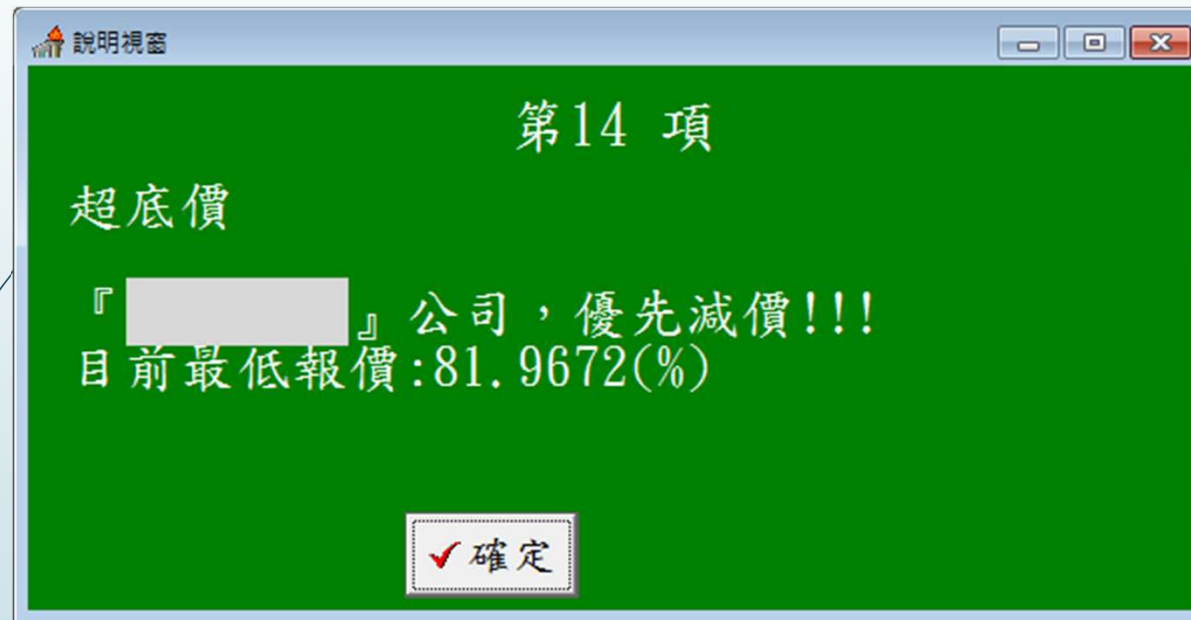 說明視窗
第14 項
超底價
『 』公司，優先減價!!!
目前最低報價:81.9672(%)
確定